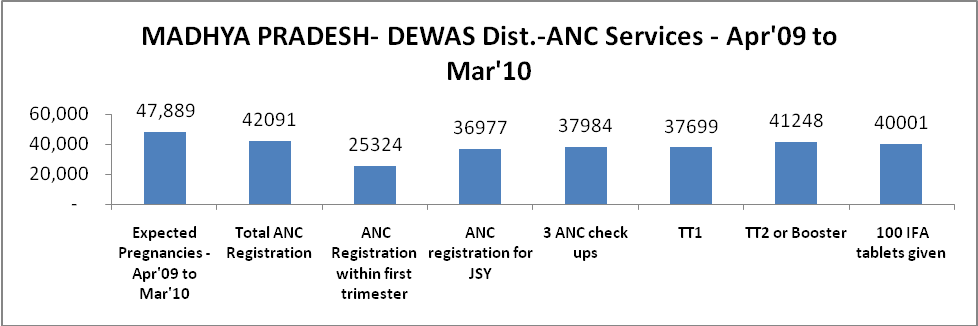 MADHYA PRADESH- DEWAS Dist.-ANC Services - Apr'09 to
Mar'10
60,000
40,000
20,000
-
47,889
42091
25324
36977
37984
37699
41248
40001
Expected
Pregnancies -
Apr'09 to
Mar'10
Total ANC
Registration
ANC
Registration
within first
trimester
ANC
registration for
JSY
3 ANC check
ups
TT1
TT2 or Booster
100 IFA
tablets given